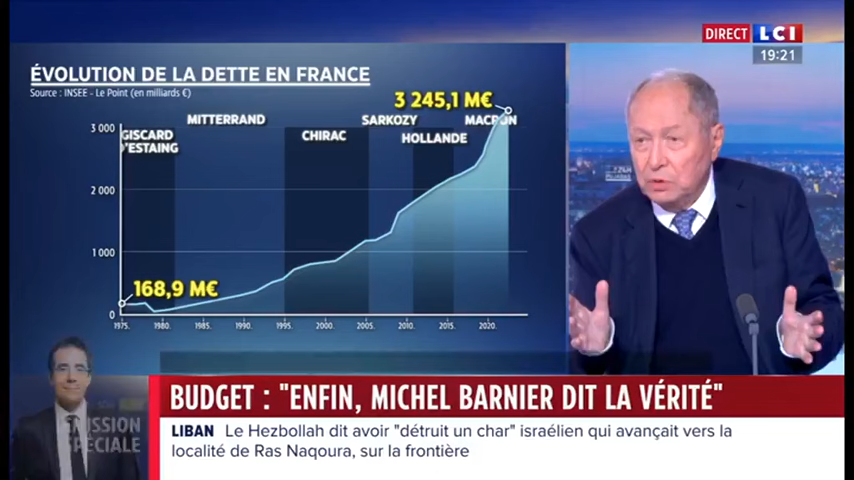 DIRECT LCI
19:21
ÉVOLUTION DE LA DETTE EN FRANCE
Source : INSEE - Le Point (en milliards €)
3 245,1 M€
MITTERRAND
SARKOZY
MACRON
GISCARD
D'ESTAING
CHIRAC
HOLLANDE
3 000
2 000
1 000
0
168,9 M€
1975. 1980. 1985. 1990. 1995. 2000. 2005. 2010. 2015. 2020.
ÉMISSION
SPÉCIALE
BUDGET : "ENFIN, MICHEL BARNIER DIT LA VÉRITÉ"
LIBAN Le Hezbollah dit avoir "détruit un char" israélien qui avançait vers la
localité de Ras Naqoura, sur la frontière